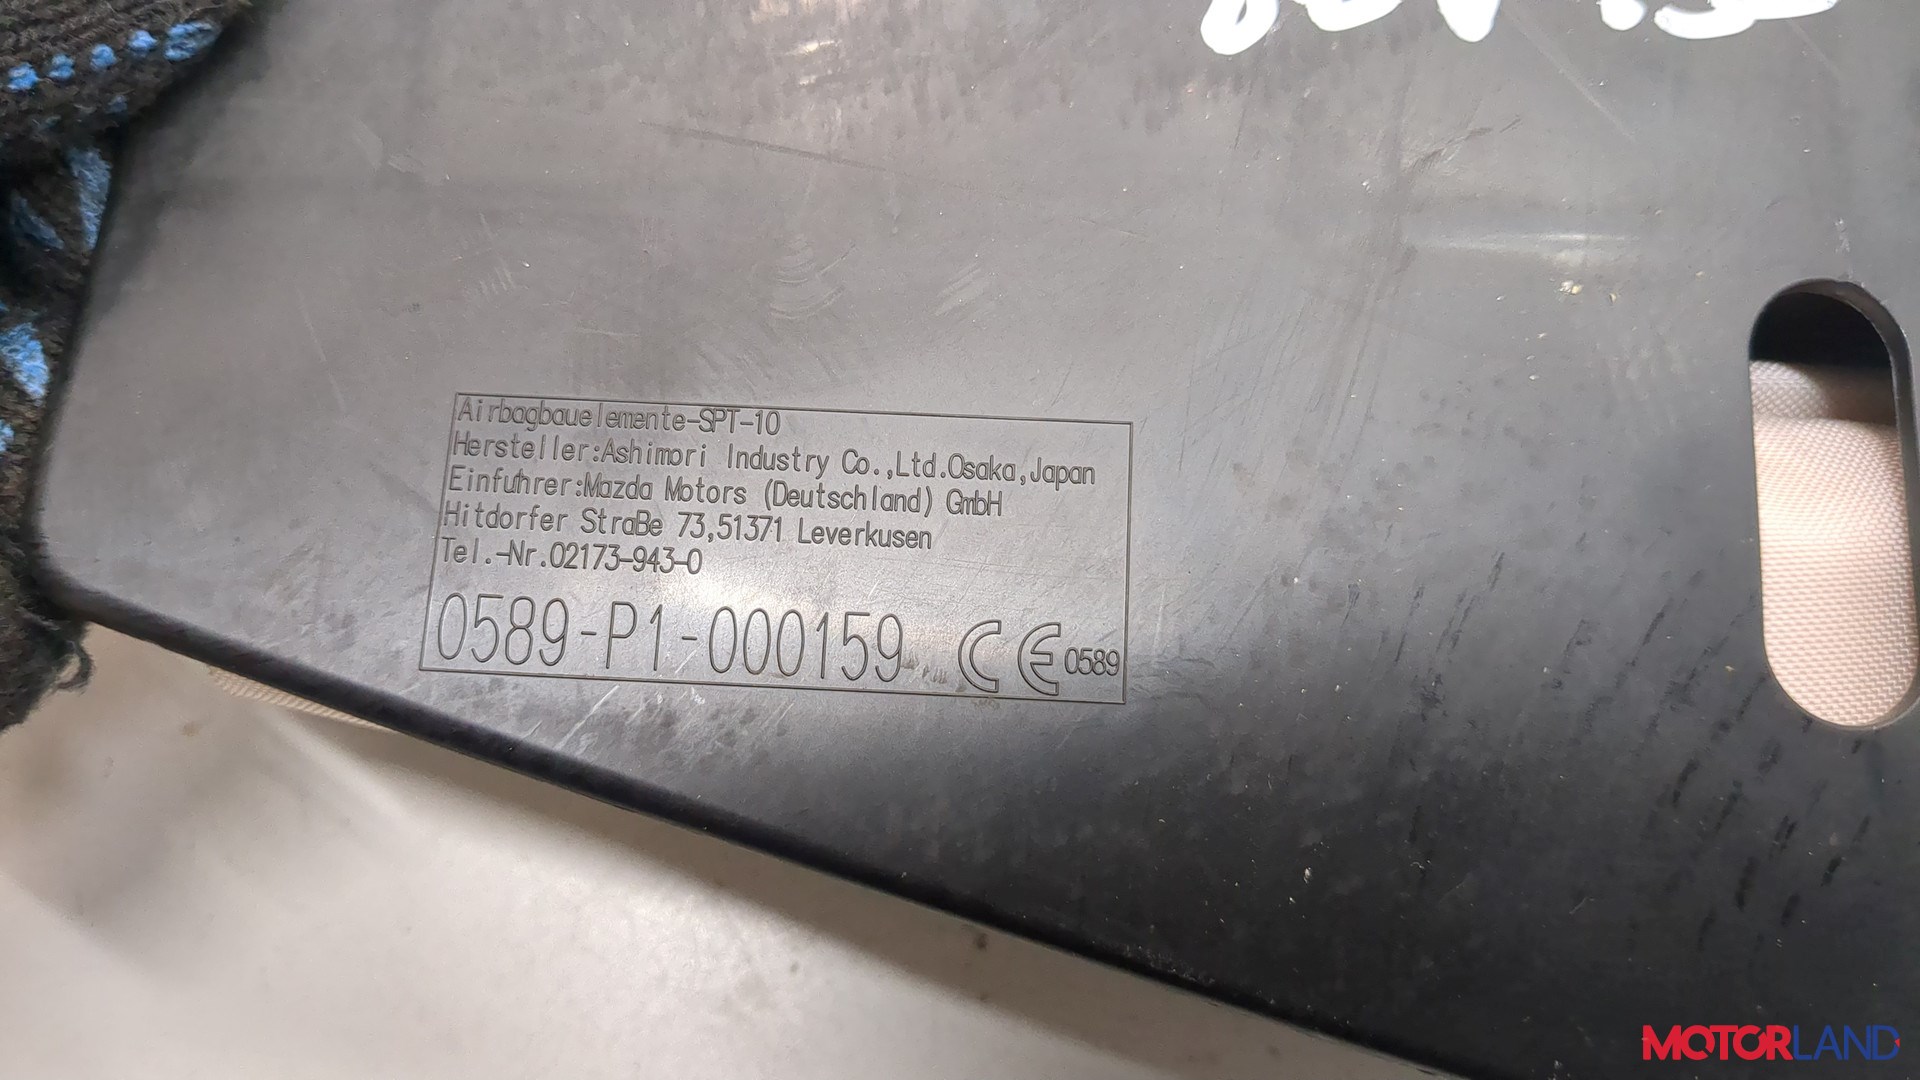 Airbagbauelemente-SPT-10
Hersteller:Ashimori Industry Co.,Ltd.Osaka,Japan
Einfuhrer:Mazda Motors (Deutschland) GmbH
Hitdorfer StraBe 73,51371 Leverkusen
Tel.-Nr.02173-943-0
0589-P1-000159 CE 0589
MOTORLAND